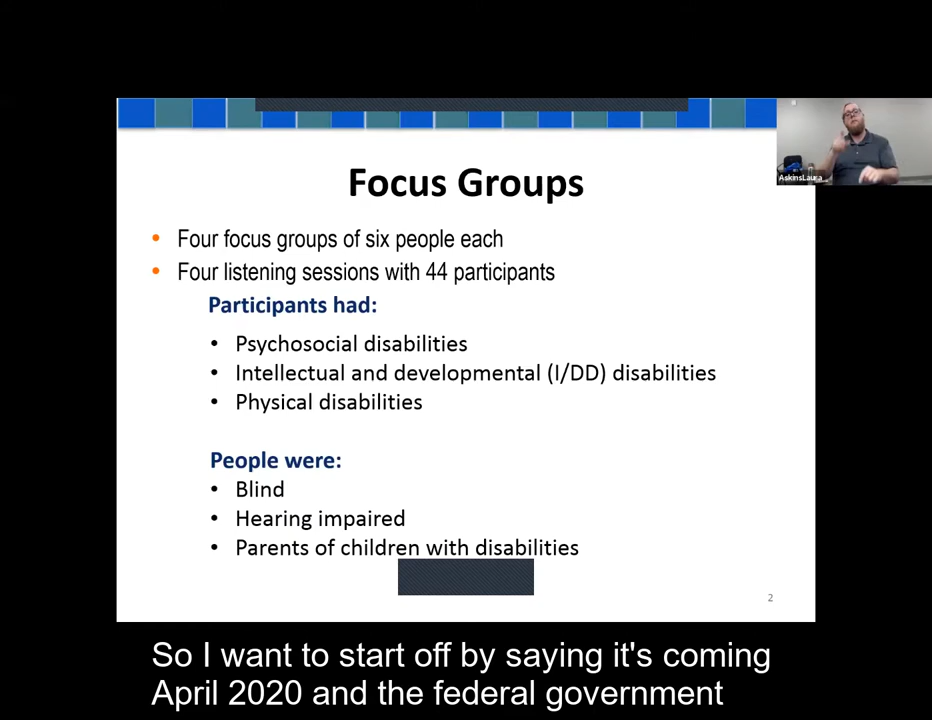 AskinsLaura
Focus Groups
• Four focus groups of six people each
• Four listening sessions with 44 participants
Participants had:
• Psychosocial disabilities
• Intellectual and developmental (I/DD) disabilities
• Physical disabilities
People were:
• Blind
• Hearing impaired
• Parents of children with disabilities
2
So I want to start off by saying it's coming
April 2020 and the federal government